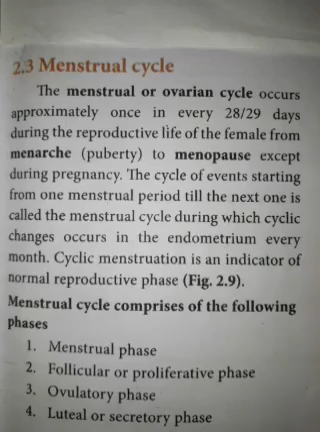 2.3 Menstrual cycle
The menstrual or ovarian cycle occurs
approximately once in every 28/29 days
during the reproductive life of the female from
menarche (puberty) to menopause except
during pregnancy. The cycle of events starting
from one menstrual period till the next one is
called the menstrual cycle during which cyclic
changes occurs in the endometrium every
month. Cyclic menstruation is an indicator of
normal reproductive phase (Fig. 2.9).
Menstrual cycle comprises of the following
phases
1. Menstrual phase
2. Follicular or proliferative phase
3. Ovulatory phase
4. Luteal or secretory phase